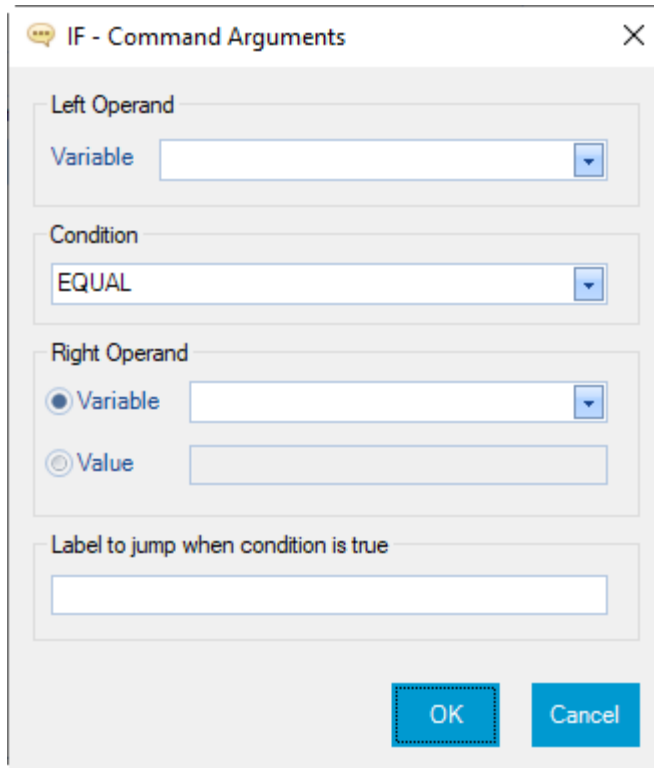 IF - Command Arguments
Left Operand
Variable
Condition
EQUAL
Right Operand
Variable
Value
Label to jump when condition is true
OK Cancel